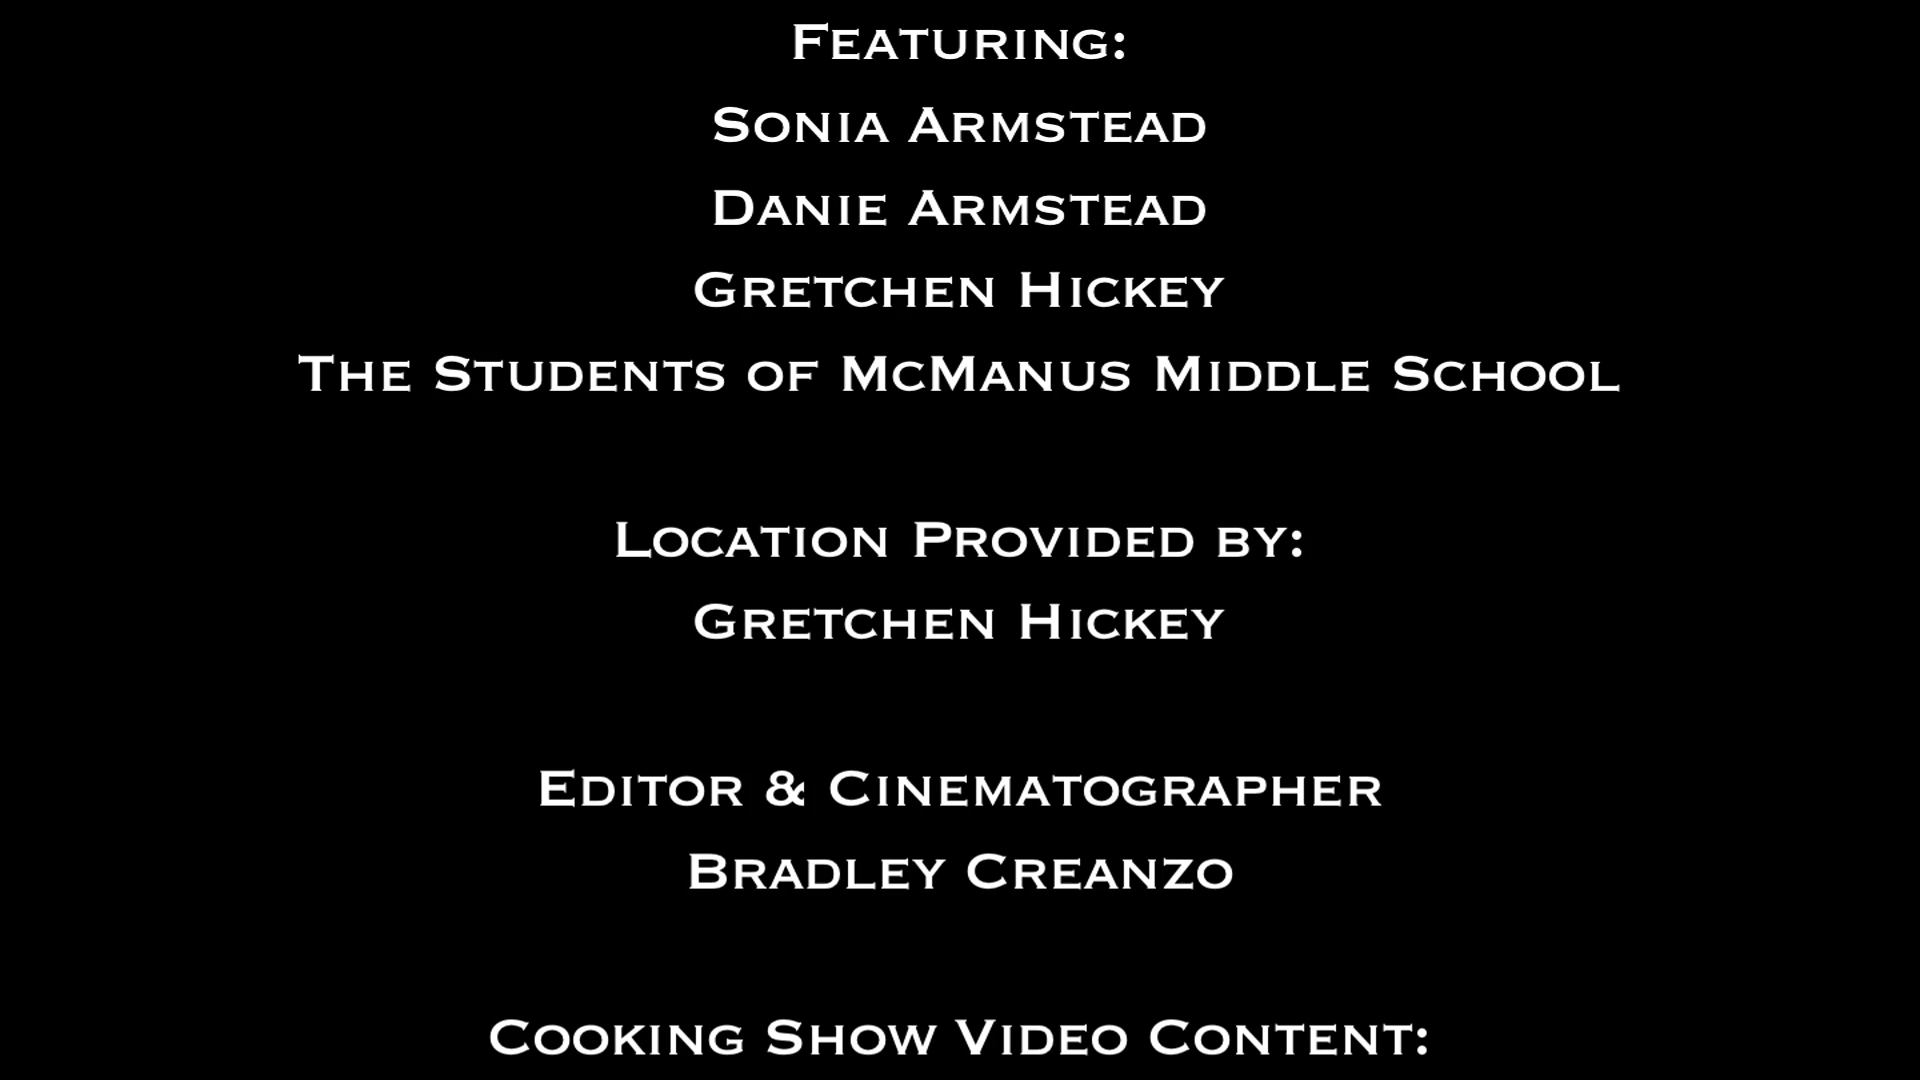 Featuring:
Sonia Armstead
Danie Armstead
Gretchen Hickey
The Students of McManus Middle School
Location Provided by:
Gretchen Hickey
Editor & Cinematographer
Bradley Creanzo
Cooking Show Video Content: